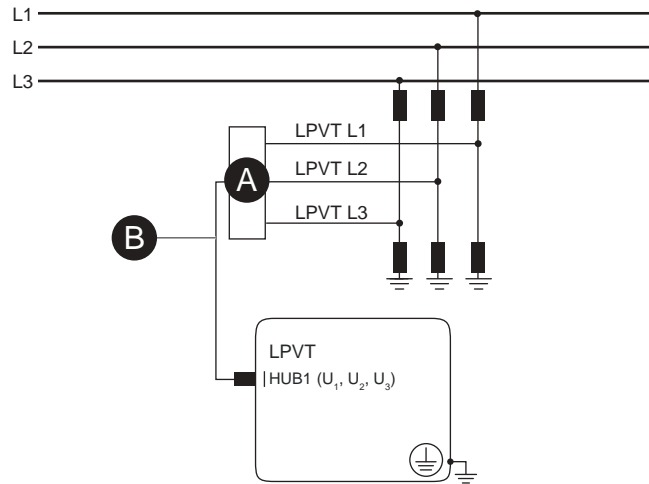 L1
L2
L3
LPVT L1
A
LPVT L2
LPVT L3
B
LPVT
HUB1 (U₁, U₂, U₃)